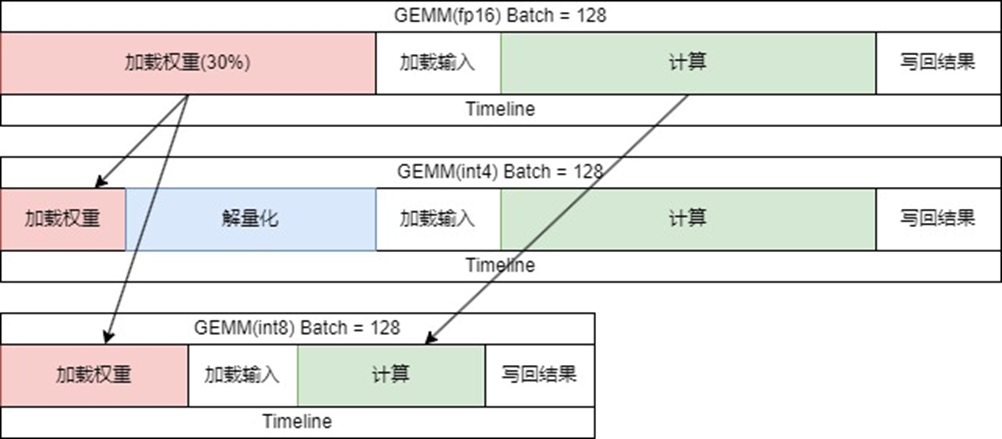 GEMM(fp16) Batch = 128
加载权重(30%) 加载输入 计算 写回结果
Timeline
GEMM(int4) Batch = 128
加载权重 解量化 加载输入 计算 写回结果
Timeline
GEMM(int8) Batch = 128
加载权重 加载输入 计算 写回结果
Timeline